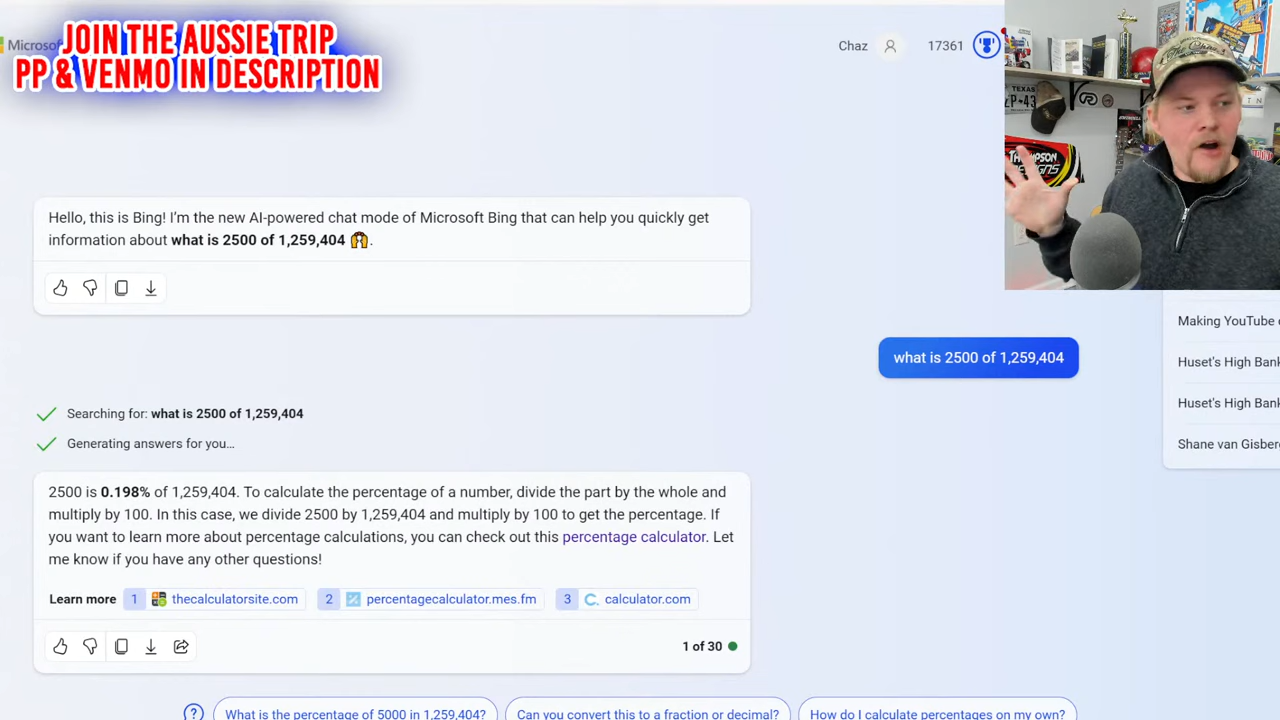 JOIN THE AUSSIE TRIP
PP & VENMO IN DESCRIPTION
Chaz
17361
Hello, this is Bing! I'm the new AI-powered chat mode of Microsoft Bing that can help you quickly get
information about what is 2500 of 1,259,404 🙌.
what is 2500 of 1,259,404
Searching for: what is 2500 of 1,259,404
Generating answers for you…
2500 is 0.198% of 1,259,404. To calculate the percentage of a number, divide the part by the whole and
multiply by 100. In this case, we divide 2500 by 1,259,404 and multiply by 100 to get the percentage. If
you want to learn more about percentage calculations, you can check out this percentage calculator. Let
me know if you have any other questions!
Learn more 1 thecalculatorsite.com 2 percentagecalculator.mes.fm 3 calculator.com
1 of 30
What is the percentage of 5000 in 1,259,404?
Can you convert this to a fraction or decimal?
How do I calculate percentages on my own?
Making YouTube
Huset's High Bank
Huset's High Bank
Shane van Gisber
TEXAS
THOMPSON
DESIGNS